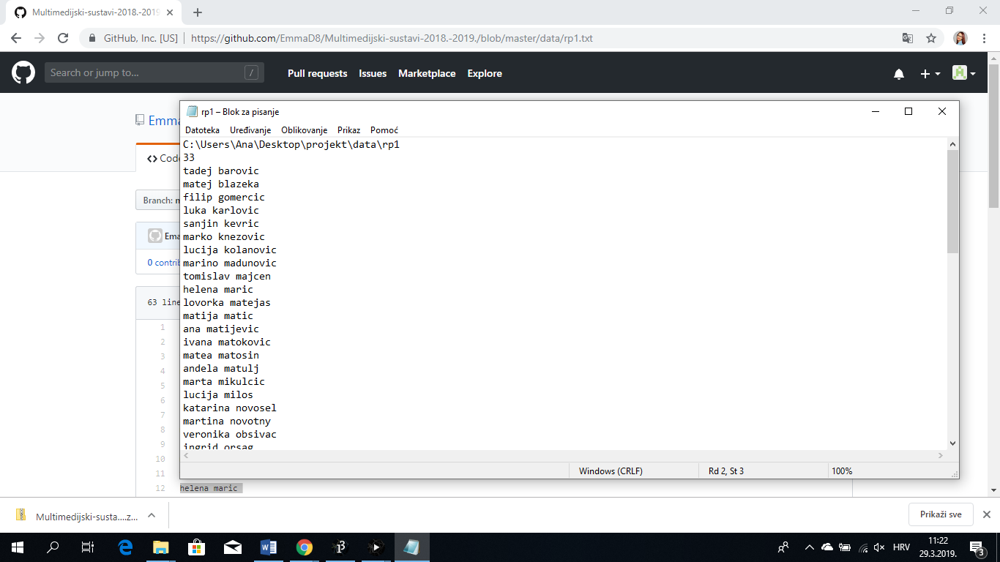 Multimedijski-sustavi-2018.-2019
GitHub, Inc. [US] | https://github.com/EmmaD8/Multimedijski-sustavi-2018.-2019./blob/master/data/rp1.txt
Search or jump to... /
Pull requests Issues Marketplace Explore
Emma
Code
Branch:
Ema
0 contrib
63 line
1
2
3
4
5
6
7
8
9
10
11
12 helena maric
rp1 – Blok za pisanje
Datoteka Uređivanje Oblikovanje Prikaz Pomoć
C:\Users\Ana\Desktop\projekt\data\rp1
33
tadej barovic
matej blazeka
filip gomercic
luka karlovic
sanjin kevric
marko knezovic
lucija kolanovic
marino madunovic
tomislav majcen
helena maric
lovorka matejas
matija matic
ana matijevic
ivana matokovic
matea matosin
andela matulj
marta mikulcic
lucija milos
katarina novosel
martina novotny
veronika obsivac
ingrid orsag
Windows (CRLF) Rd 2, St 3 100%
Multimedijski-susta....z...
Prikaži sve
HRV
11:22
29.3.2019.
3